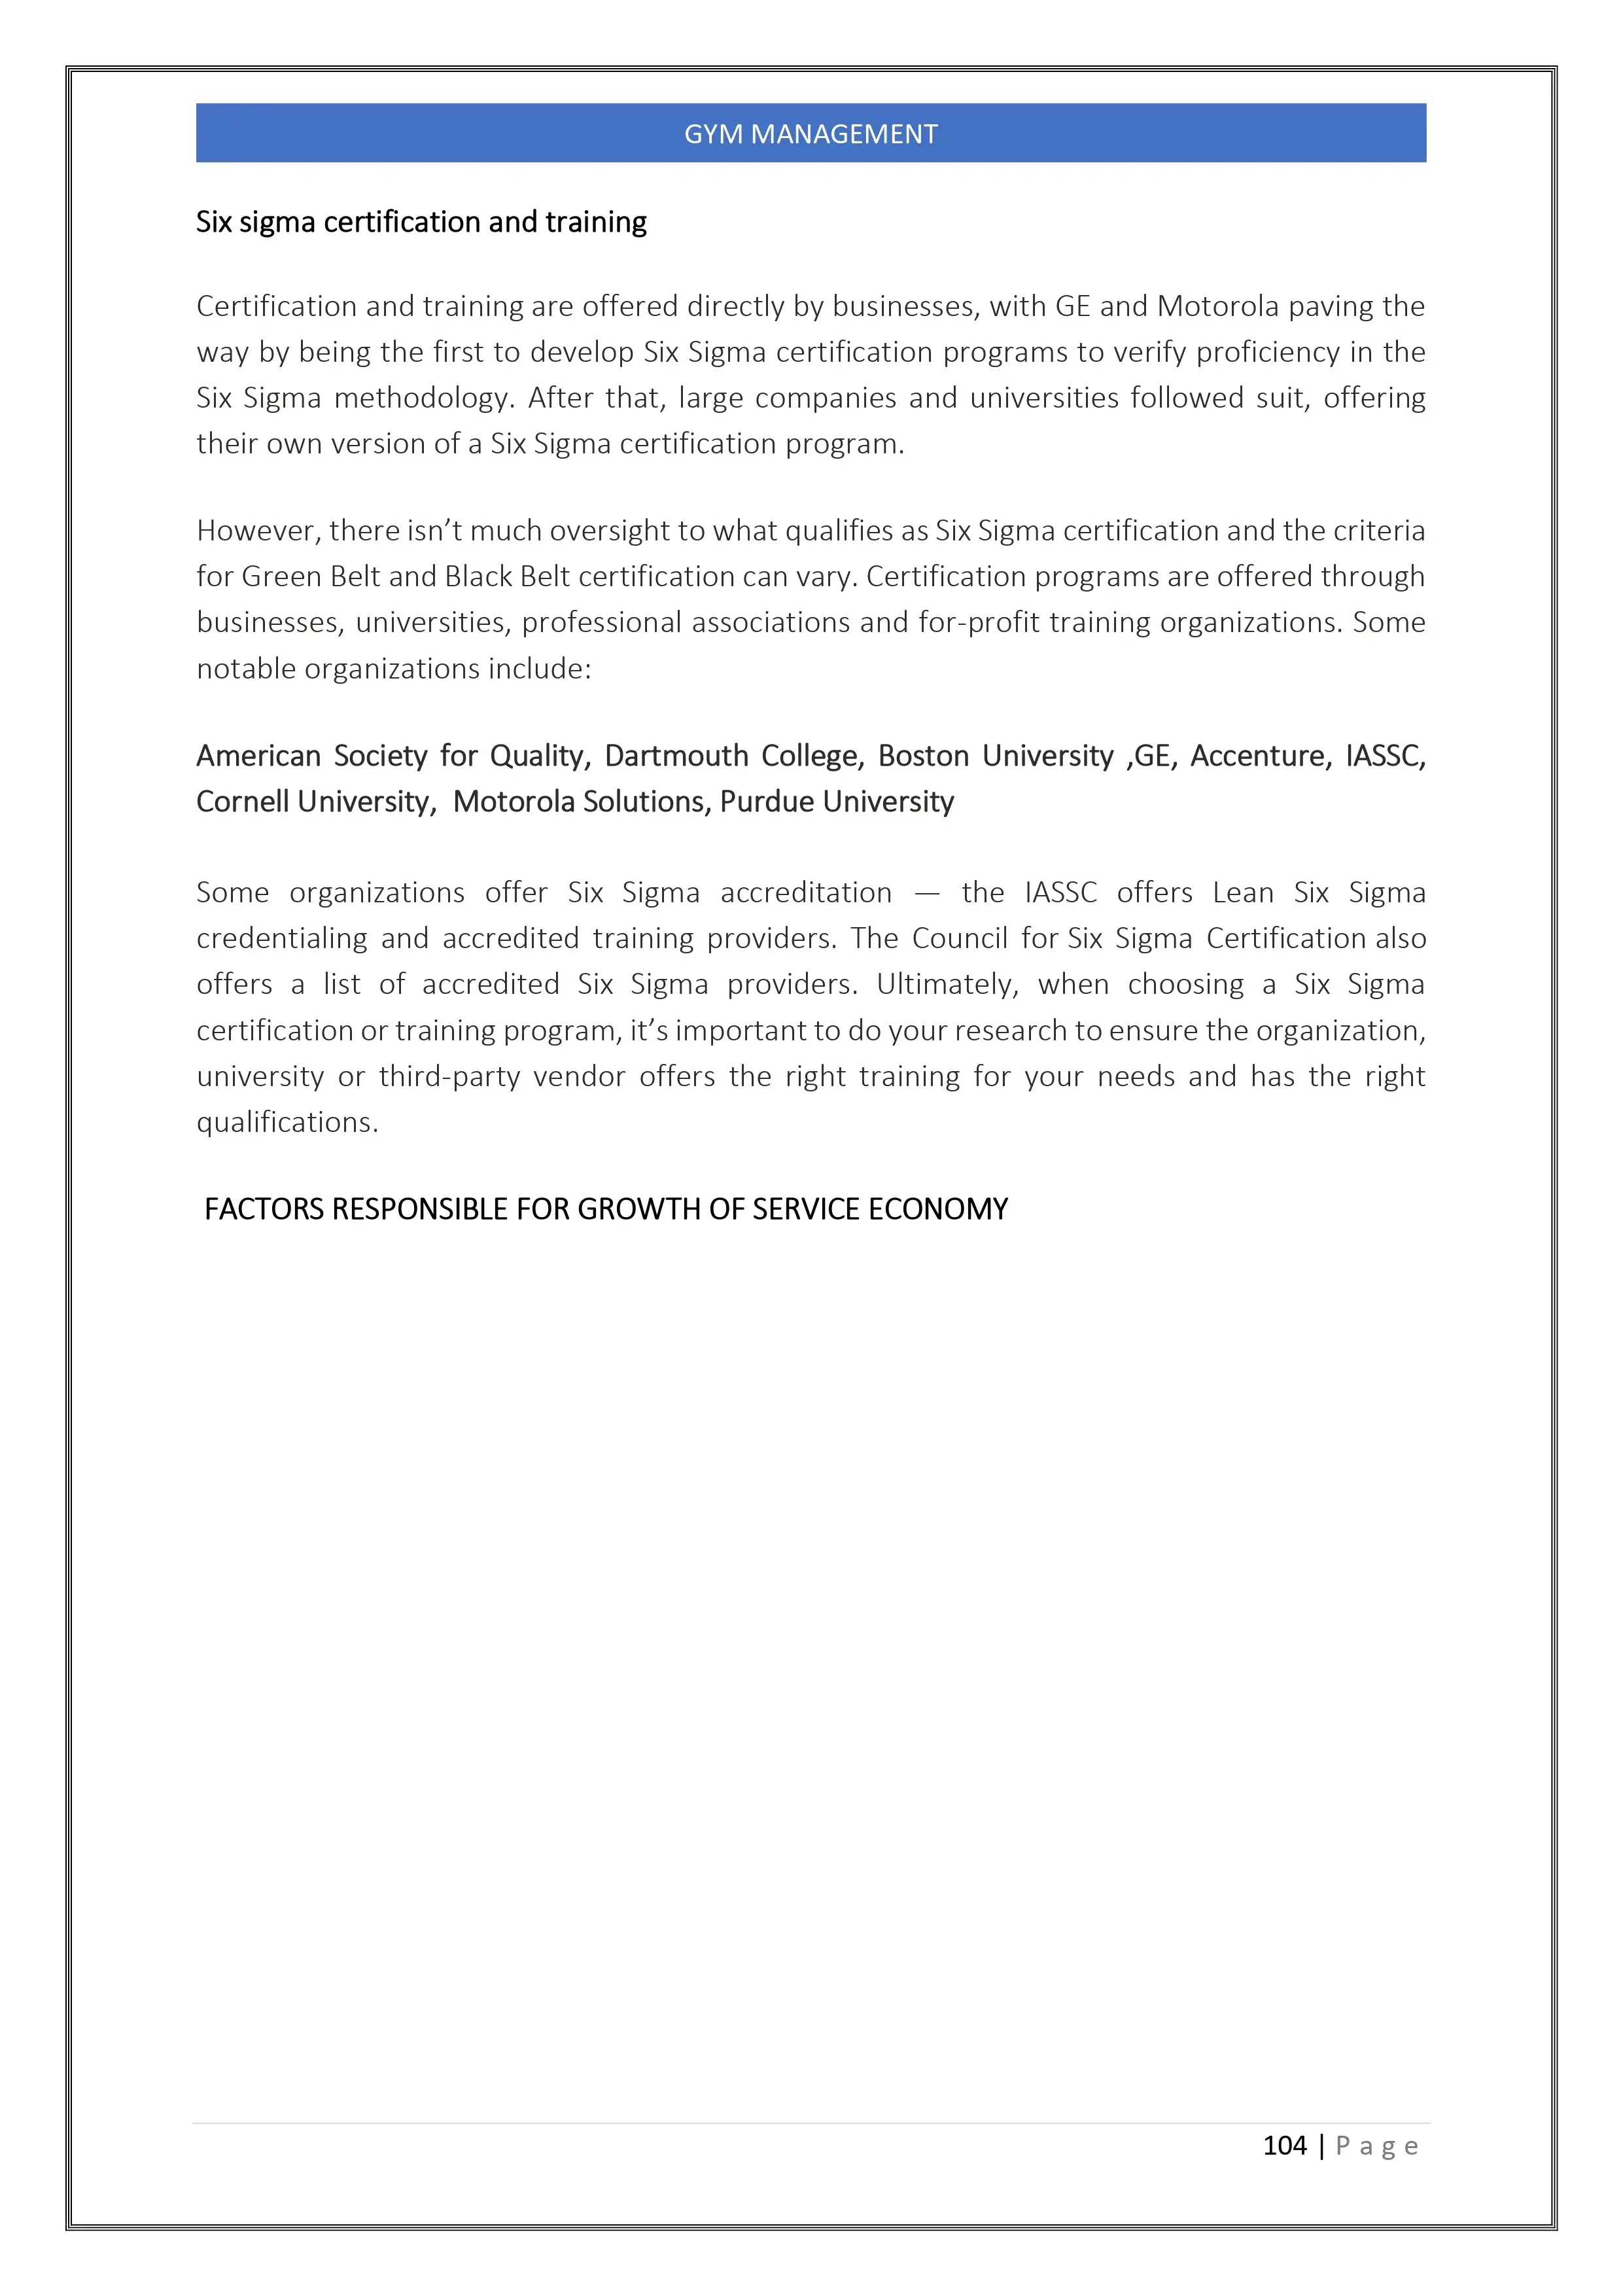 GYM MANAGEMENT
Six sigma certification and training
Certification and training are offered directly by businesses, with GE and Motorola paving the
way by being the first to develop Six Sigma certification programs to verify proficiency in the
Six Sigma methodology. After that, large companies and universities followed suit, offering
their own version of a Six Sigma certification program.
However, there isn’t much oversight to what qualifies as Six Sigma certification and the criteria
for Green Belt and Black Belt certification can vary. Certification programs are offered through
businesses, universities, professional associations and for-profit training organizations. Some
notable organizations include:
American Society for Quality, Dartmouth College, Boston University ,GE, Accenture, IASSC,
Cornell University,  Motorola Solutions, Purdue University
Some organizations offer Six Sigma accreditation — the IASSC offers Lean Six Sigma
credentialing and accredited training providers. The Council for Six Sigma Certification also
offers a list of accredited Six Sigma providers. Ultimately, when choosing a Six Sigma
certification or training program, it’s important to do your research to ensure the organization,
university or third-party vendor offers the right training for your needs and has the right
qualifications.
FACTORS RESPONSIBLE FOR GROWTH OF SERVICE ECONOMY
104 | P a g e